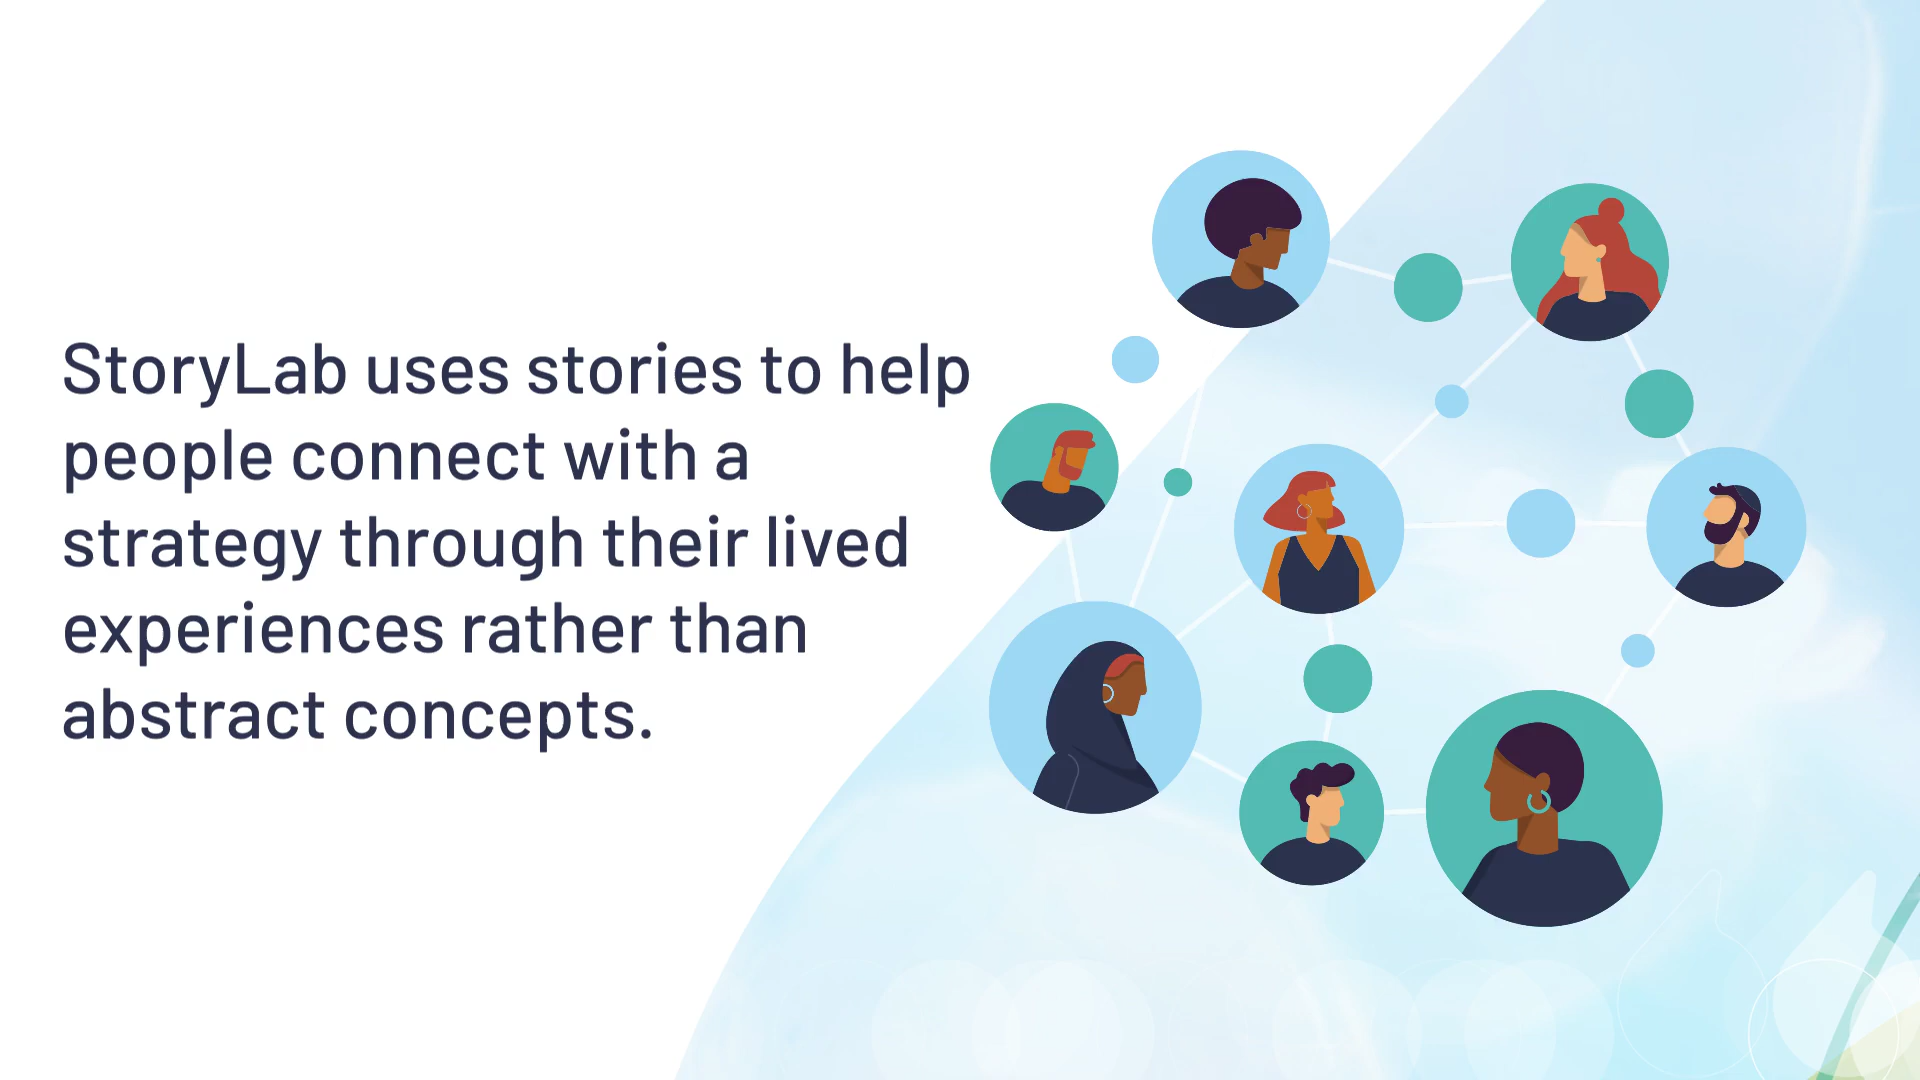 StoryLab uses stories to help
people connect with a
strategy through their lived
experiences rather than
abstract concepts.